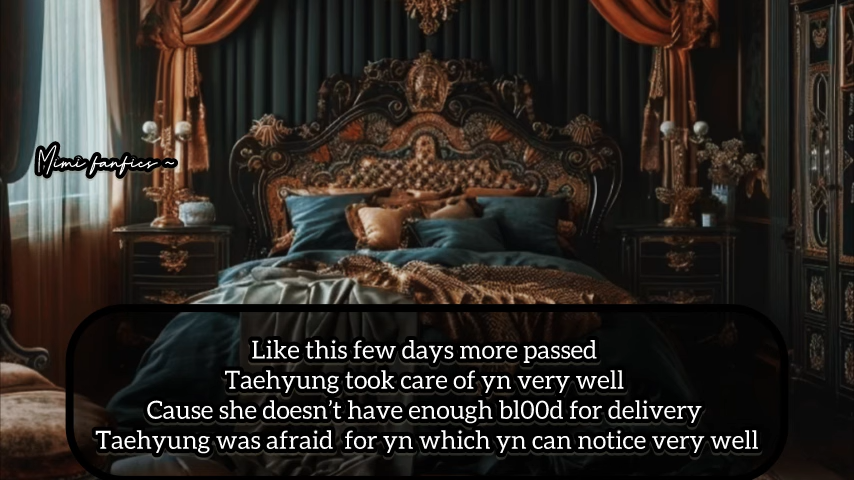 Mimi fanfics ~
Like this few days more passed
Taehyung took care of yn very well
Cause she doesn't have enough bl00d for delivery
Taehyung was afraid  for yn which yn can notice very well